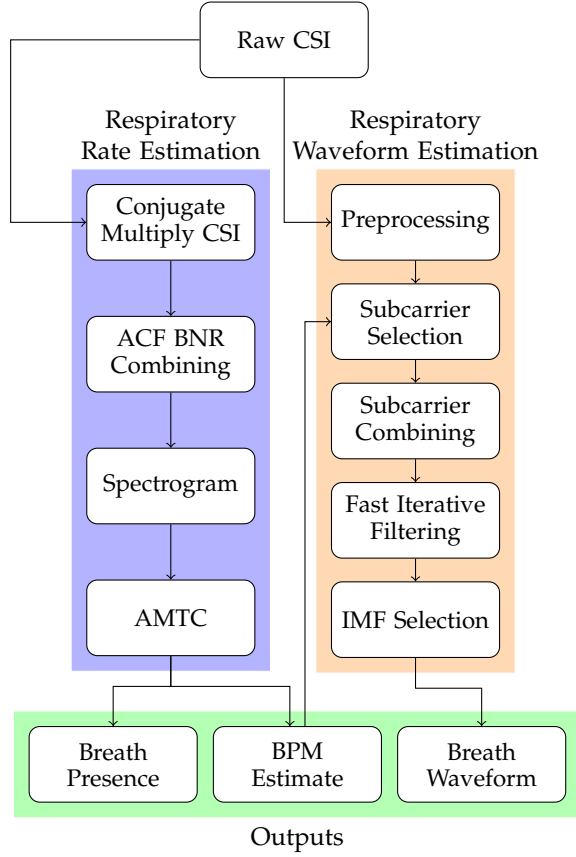 Raw CSI
Respiratory
Rate Estimation
Conjugate
Multiply CSI
ACF BNR
Combining
Spectrogram
AMTC
Respiratory
Waveform Estimation
Preprocessing
Subcarrier
Selection
Subcarrier
Combining
Fast Iterative
Filtering
IMF Selection
Breath
Presence
BPM
Estimate
Breath
Waveform
Outputs